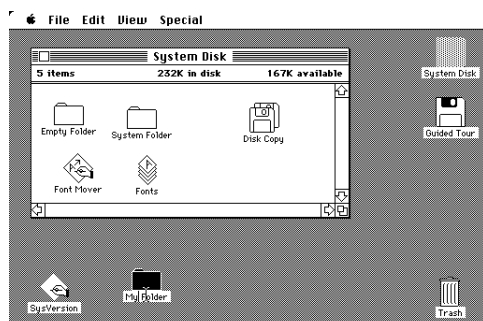 File Edit View Special
System Disk
5 items 232K in disk 167K available
Empty Folder System Folder Disk Copy
Font Mover Fonts
System Disk
Guided Tour
SysVersion My Folder Trash